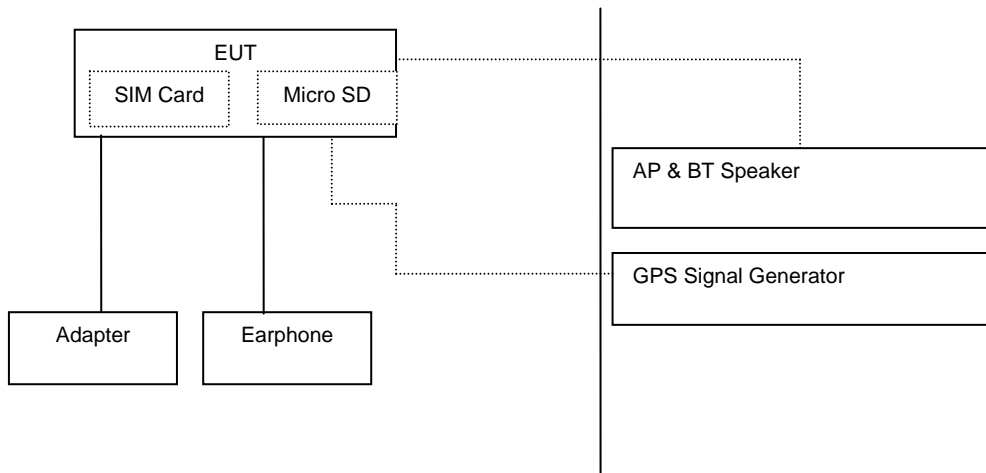 EUT
SIM Card
Micro SD
AP & BT Speaker
GPS Signal Generator
Adapter
Earphone